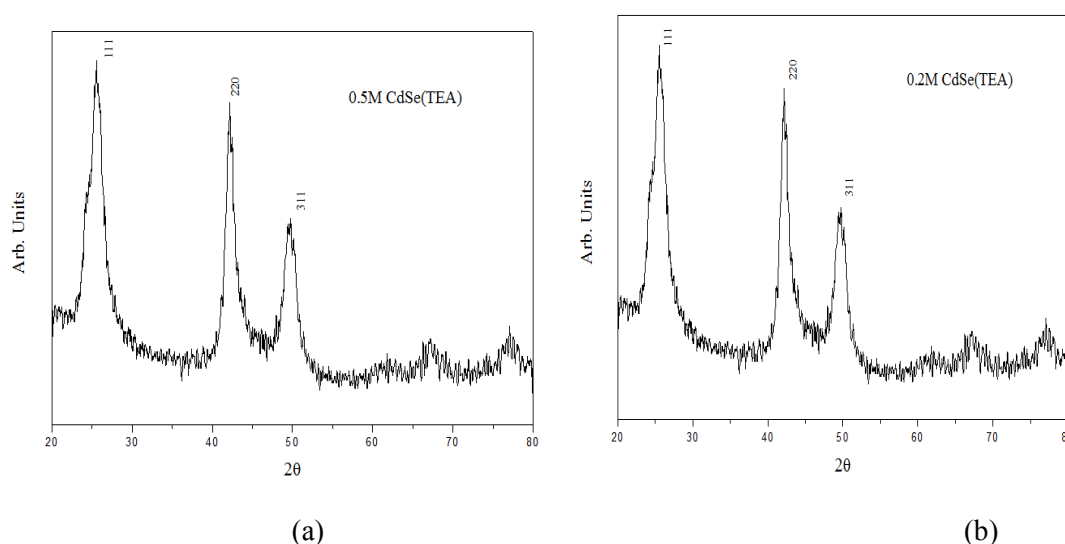 111
220
311
0.5M CdSe(TEA)
Arb. Units
20 30 40 50 60 70 80
2θ
(a)
111
220
311
0.2M CdSe(TEA)
Arb. Units
20 30 40 50 60 70
2θ
(b)